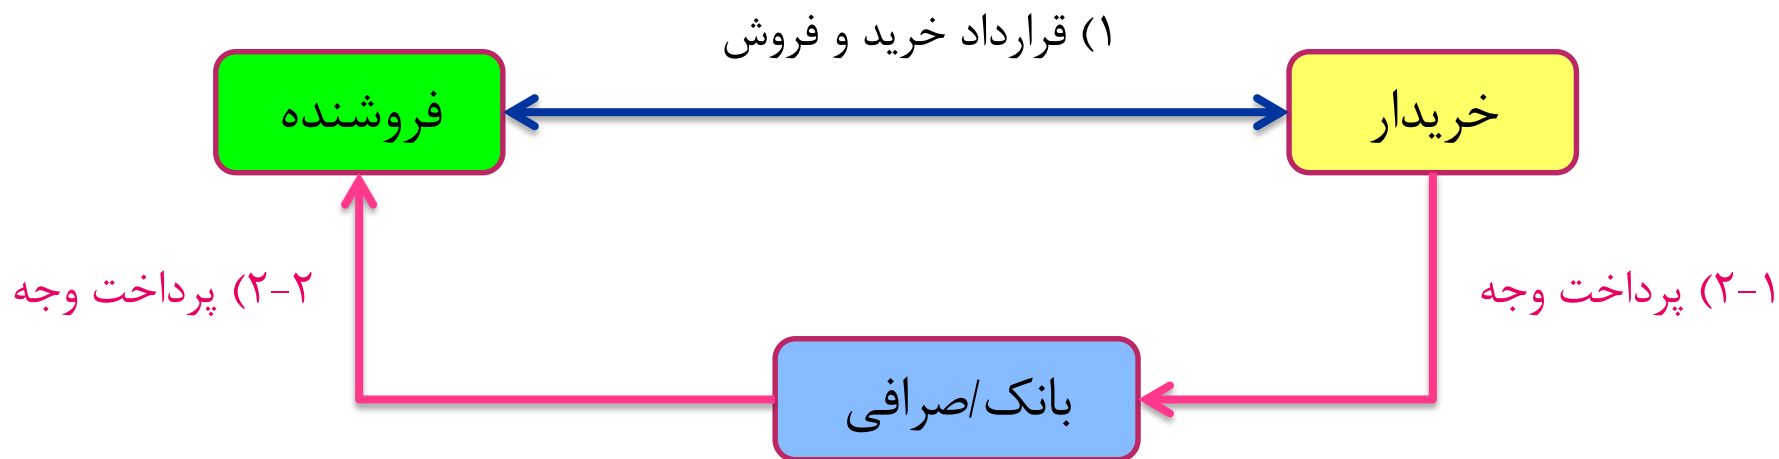 ۱) قرارداد خرید و فروش
خریدار
فروشنده
۲-۱) پرداخت وجه
۲-۲) پرداخت وجه
بانک/صرافی